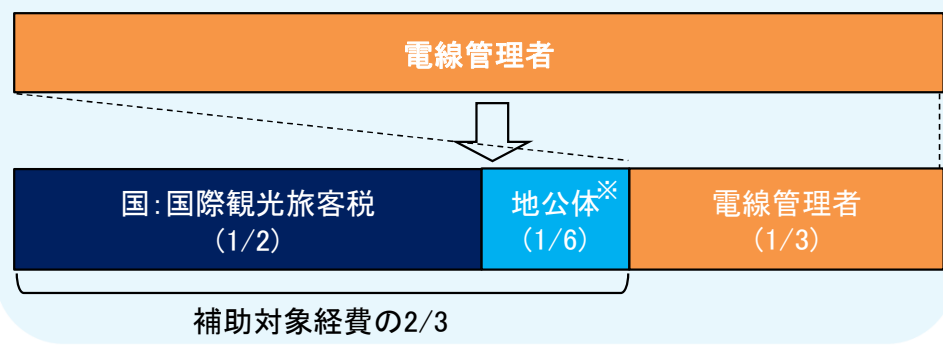 電線管理者
国:国際観光旅客税
(1/2)
地公体※
(1/6)
電線管理者
(1/3)
補助対象経費の2/3